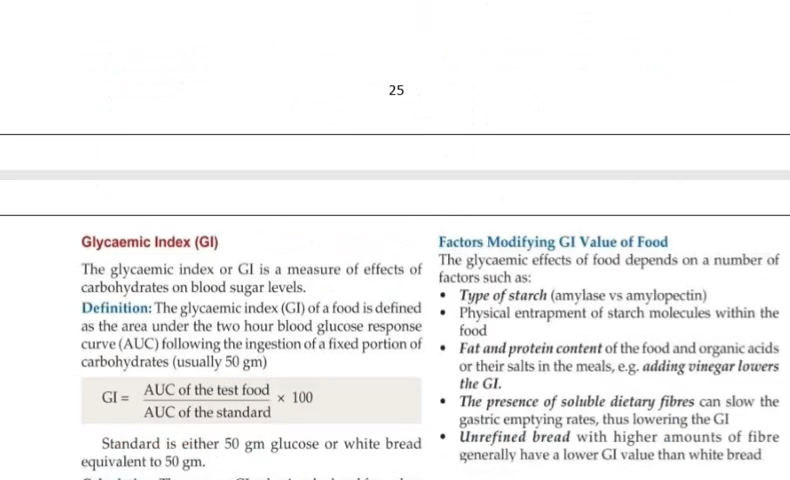 25
Glycaemic Index (GI)
The glycaemic index or GI is a measure of effects of
carbohydrates on blood sugar levels.
Definition: The glycaemic index (GI) of a food is defined
as the area under the two hour blood glucose response
curve (AUC) following the ingestion of a fixed portion of
carbohydrates (usually 50 gm)
GI = AUC of the test food / AUC of the standard × 100
Standard is either 50 gm glucose or white bread
equivalent to 50 gm.
Factors Modifying GI Value of Food
The glycaemic effects of food depends on a number of
factors such as:
• Type of starch (amylase vs amylopectin)
• Physical entrapment of starch molecules within the
food
• Fat and protein content of the food and organic acids
or their salts in the meals, e.g. adding vinegar lowers
the GI.
• The presence of soluble dietary fibres can slow the
gastric emptying rates, thus lowering the GI
• Unrefined bread with higher amounts of fibre
generally have a lower GI value than white bread